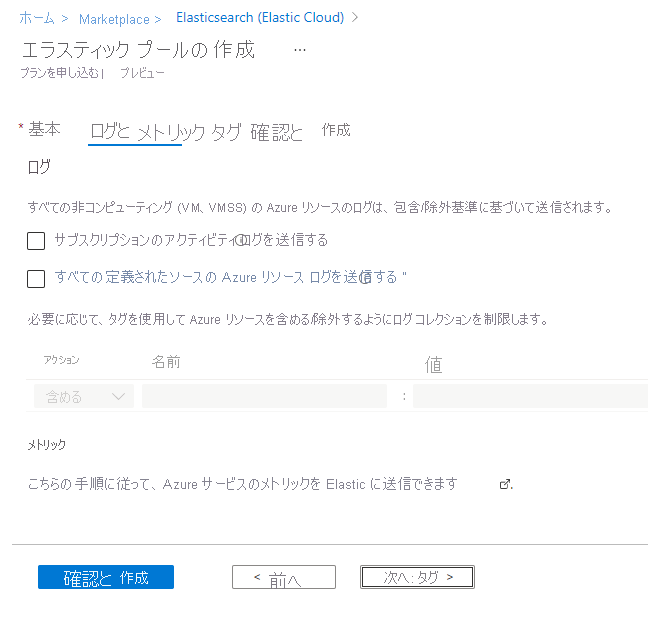 ホーム > Marketplace > Elasticsearch (Elastic Cloud) >
エラスティック プールの 作成 ...
プランを申し込む| プレビュー
* 基本 ログと メトリック タグ 確認と 作成
ログ
すべての非コンピューティング (VM、VMSS) の Azure リソースのログは、包含/除外基準に基づいて送信されます。
サブスクリプションのアクティビティ ログを送信する
すべての 定義されたソースの Azure リソース ログを送信する "
必要に応じて、タグを使用して Azure リソースを含める/除外するようにログ コレクションを制限します。
アクション 名前 値
含める :
メトリック
こちらの 手順に従って、Azure サービスのメトリックを Elastic に送信できます .
確認と 作成 < 前へ 次へ: タグ >